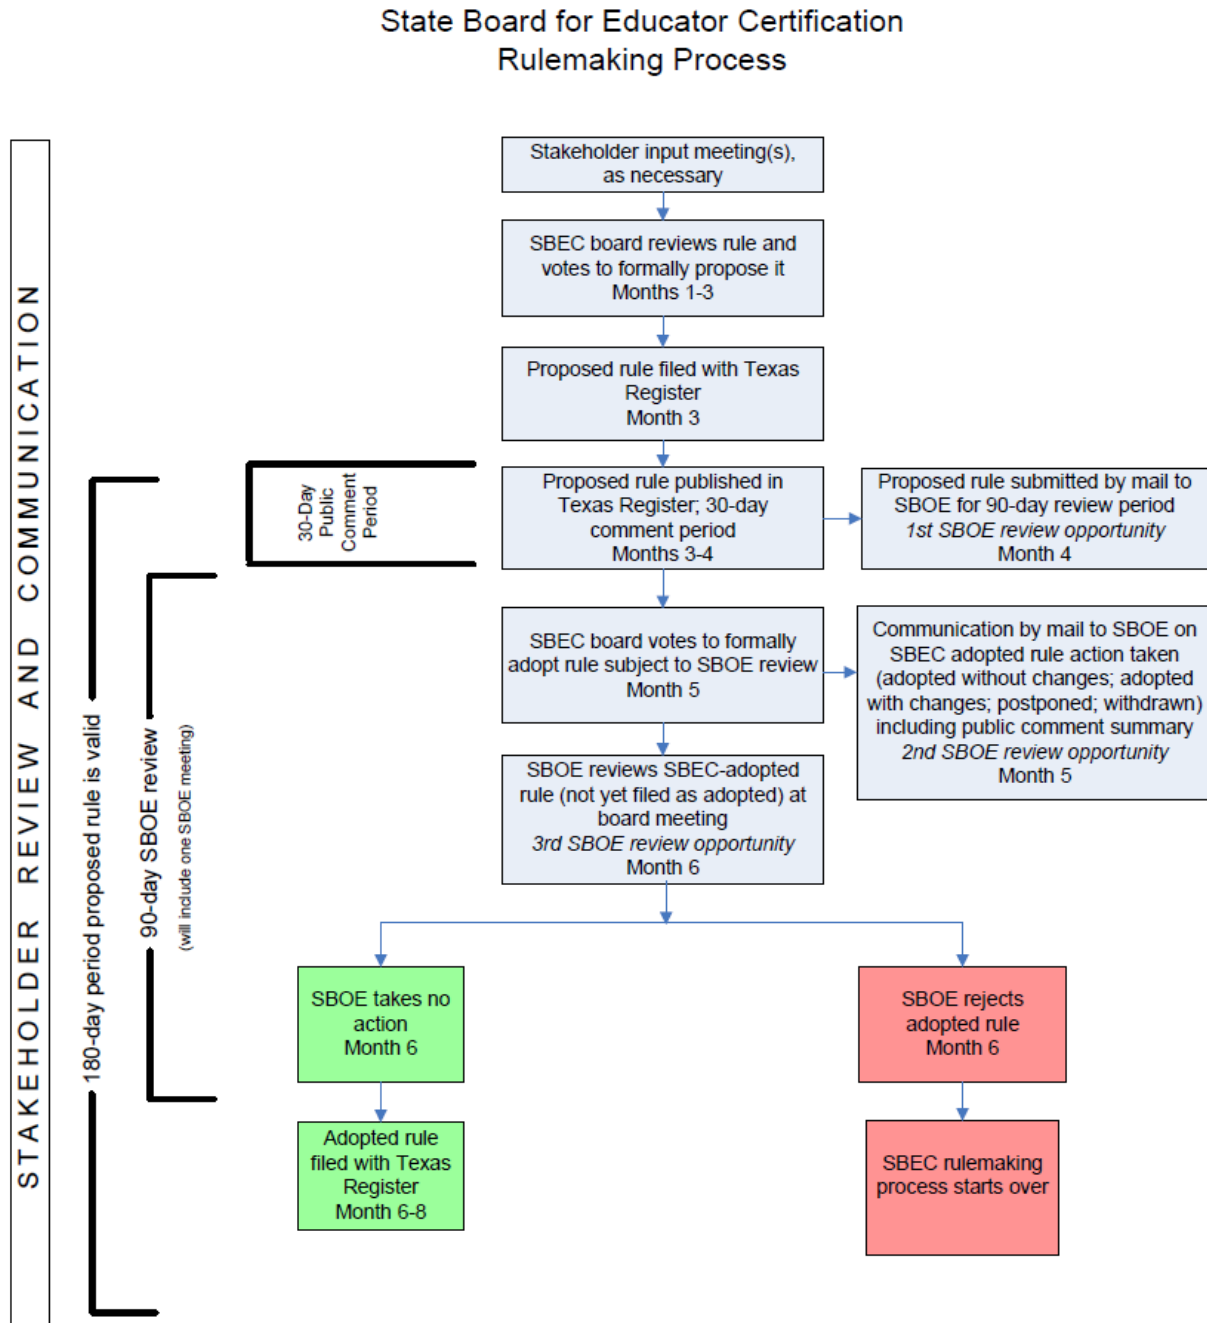 State Board for Educator Certification
Rulemaking Process
STAKEHOLDER REVIEW AND COMMUNICATION
Stakeholder input meeting(s),
as necessary
SBEC board reviews rule and
votes to formally propose it
Months 1-3
Proposed rule filed with Texas
Register
Month 3
180-day period proposed rule is valid
90-day SBOE review
(will include one SBOE meeting)
30-Day
Public
Comment
Period
Proposed rule published in
Texas Register; 30-day
comment period
Months 3-4
Proposed rule submitted by mail to
SBOE for 90-day review period
1st SBOE review opportunity
Month 4
SBEC board votes to formally
adopt rule subject to SBOE review
Month 5
Communication by mail to SBOE on
SBEC adopted rule action taken
(adopted without changes; adopted
with changes; postponed; withdrawn)
including public comment summary
2nd SBOE review opportunity
Month 5
SBOE reviews SBEC-adopted
rule (not yet filed as adopted) at
board meeting
3rd SBOE review opportunity
Month 6
SBOE takes no
action
Month 6
SBOE rejects
adopted rule
Month 6
Adopted rule
filed with Texas
Register
Month 6-8
SBEC rulemaking
process starts over